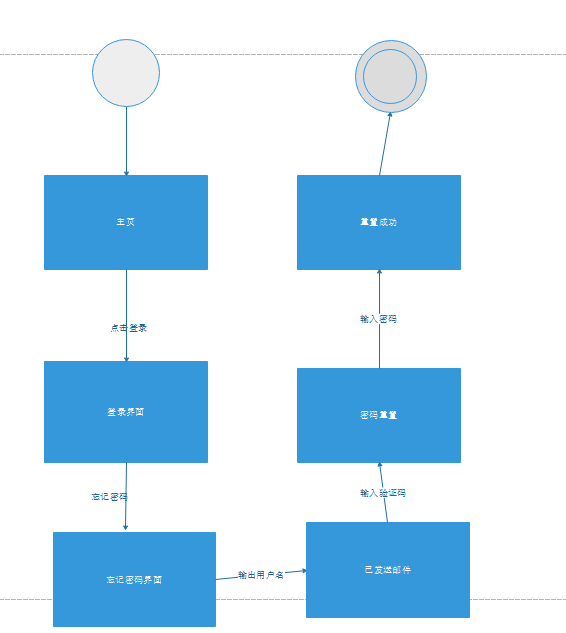 主页
点击登录
登录界面
忘记密码
忘记密码界面
输出用户名
已发送邮件
输入验证码
密码重置
输入密码
重置成功